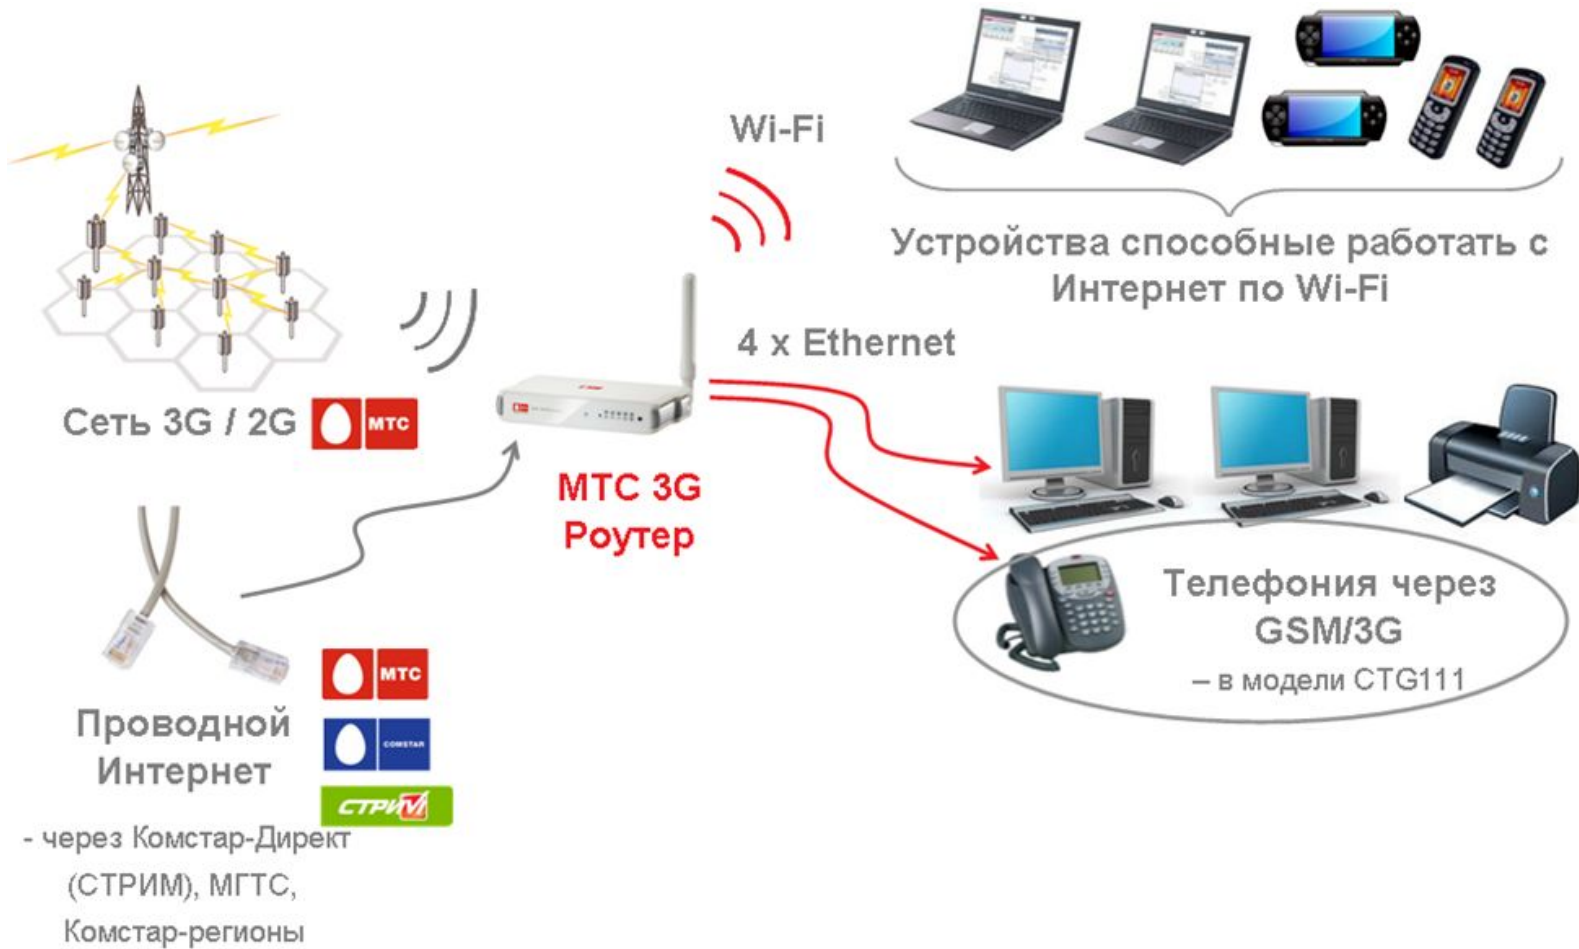 Wi-Fi
Устройства способные работать с
Интернет по Wi-Fi
4 x Ethernet
Сеть 3G / 2G
МТС
МТС 3G
Роутер
Телефония через
GSM/3G
– в модели CTG111
МТС
Проводной
Интернет
COMSTAR
СТРИМ
- через Комстар-Директ
(СТРИМ), МГТС,
Комстар-регионы